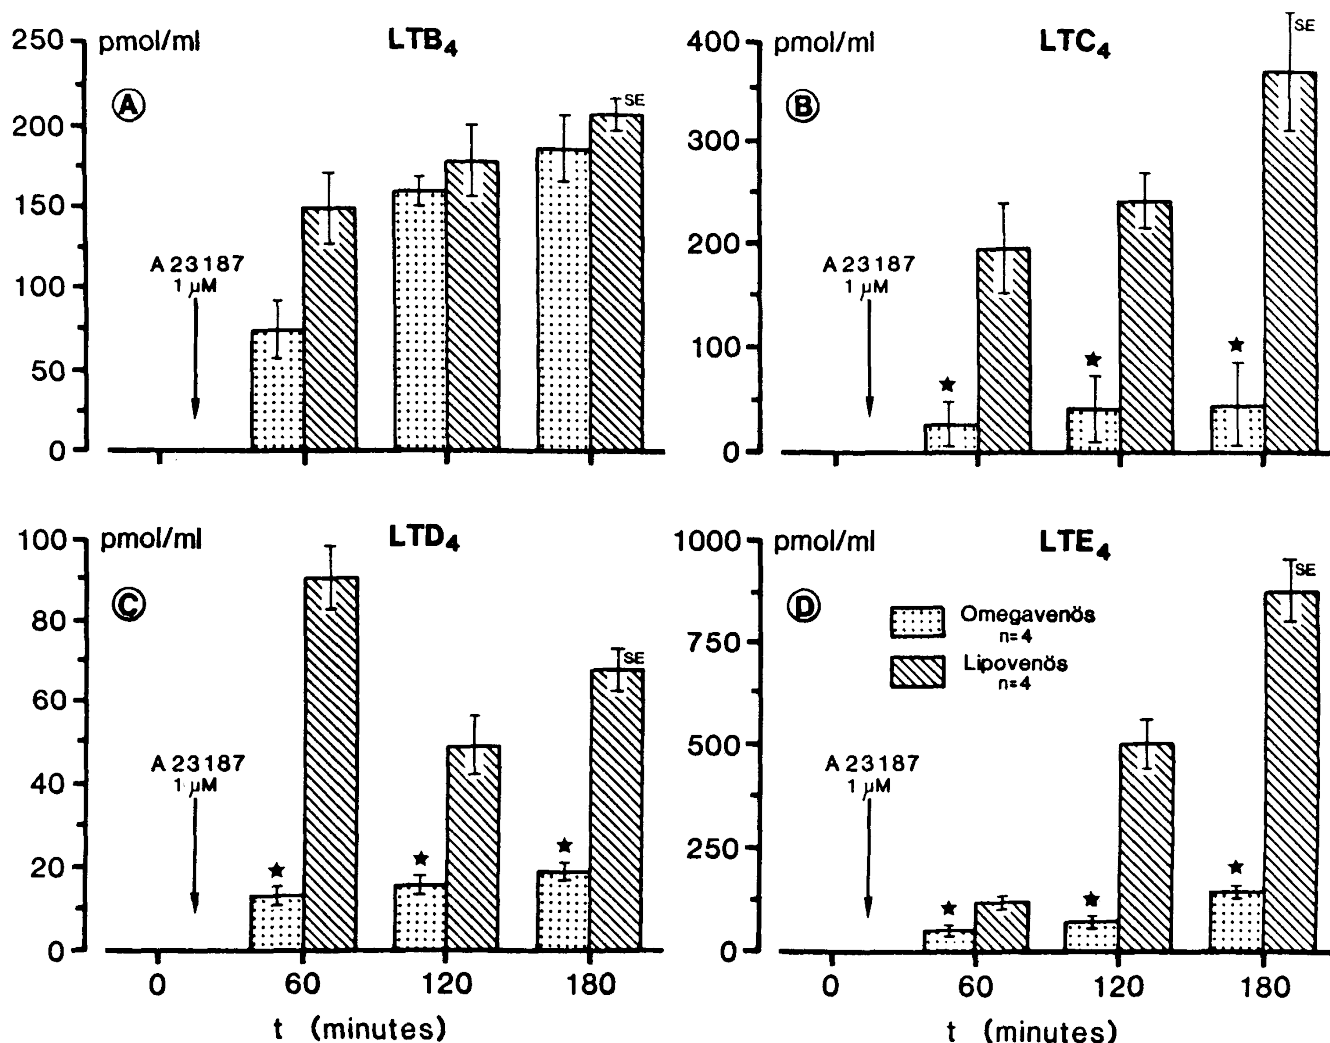 250 pmol/ml LTB4
A
200
150
100
50
0
A 23187
1 µM
SE
400 pmol/ml LTC4
B
300
200
100
0
A 23187
1 µM
★
★
★
SE
100 pmol/ml LTD4
C
80
60
40
20
0
A 23187
1 µM
★
★
★
SE
0 60 120 180
t (minutes)
1000 pmol/ml LTE4
D
750
500
250
0
A 23187
1 µM
Omegavenös
n=4
Lipovenös
n=4
★
★
★
SE
0 60 120 180
t (minutes)